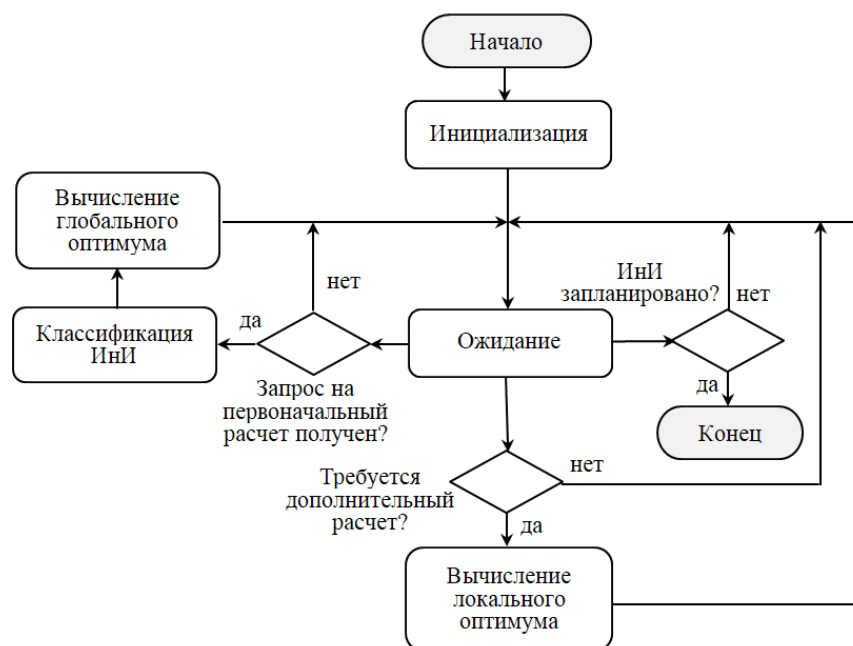 Начало
Инициализация
Вычисление
глобального
оптимума
нет
ИнИ
запланировано?
нет
Классификация
ИнИ
да
Ожидание
да
Запрос на
первоначальный
расчет получен?
Конец
Требуется
дополнительный
расчет?
нет
да
Вычисление
локального
оптимума